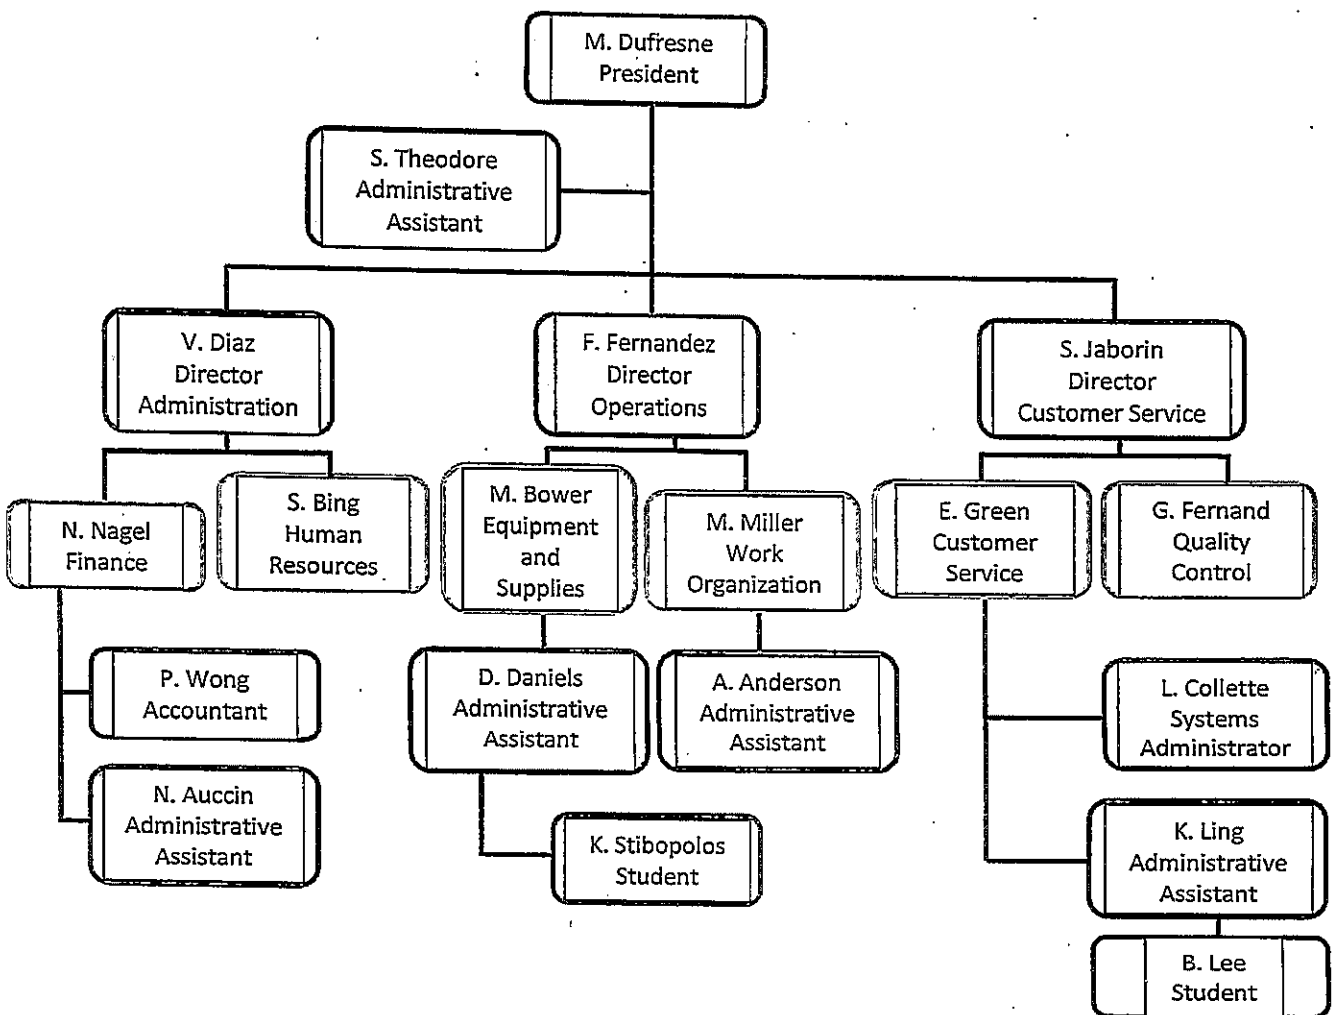 M. Dufresne
President
S. Theodore
Administrative
Assistant
V. Diaz
Director
Administration
F. Fernandez
Director
Operations
S. Jaborin
Director
Customer Service
N. Nagel
Finance
S. Bing
Human
Resources
M. Bower
Equipment
and
Supplies
M. Miller
Work
Organization
E. Green
Customer
Service
G. Fernand
Quality
Control
P. Wong
Accountant
N. Auccin
Administrative
Assistant
D. Daniels
Administrative
Assistant
A. Anderson
Administrative
Assistant
K. Stibopolos
Student
L. Collette
Systems
Administrator
K. Ling
Administrative
Assistant
B. Lee
Student